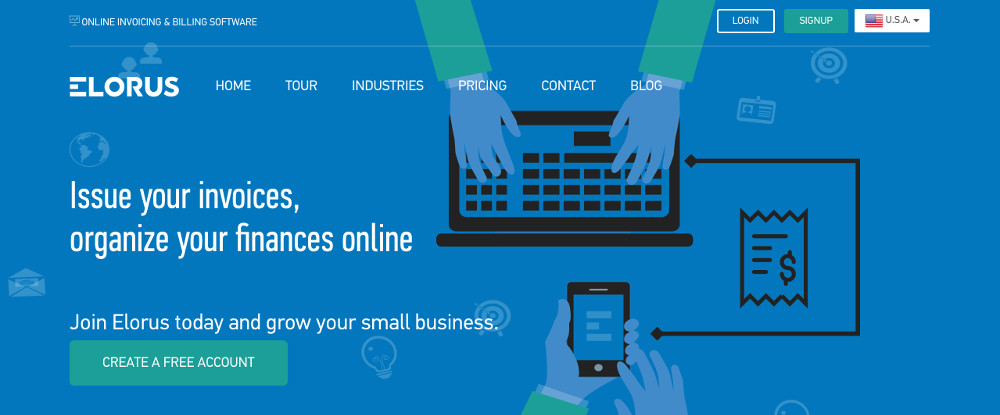 ONLINE INVOICING & BILLING SOFTWARE
LOGIN
SIGNUP
U.S.A.
ELORUS
HOME
TOUR
INDUSTRIES
PRICING
CONTACT
BLOG
Issue your invoices,
organize your finances online
$
Join Elorus today and grow your small business.
CREATE A FREE ACCOUNT